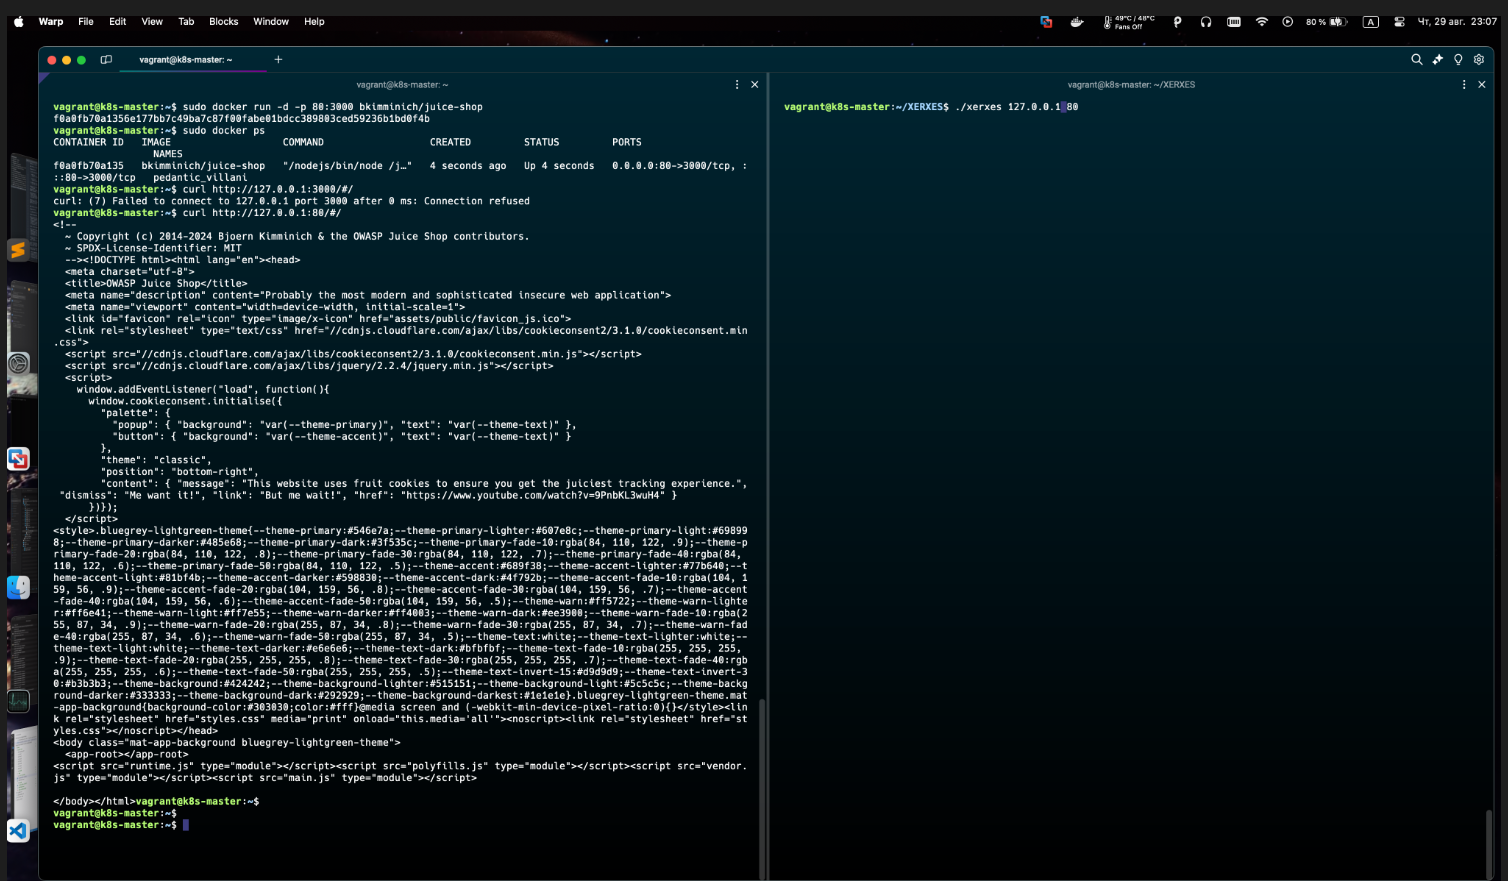 Warp File Edit View Tab Blocks Window Help
49°C / 48°C
Fans Off
80 %
A
Чт, 29 авг. 23:07
vagrant@k8s-master: ~
+
vagrant@k8s-master: ~
vagrant@k8s-master:~$ sudo docker run -d -p 80:3000 bkimminich/juice-shop
f0a0fb70a1356e177bb7c49ba7c87f00fabe01bdcc389803ced59236b1bd0f4b
vagrant@k8s-master:~$ sudo docker ps
CONTAINER ID IMAGE COMMAND CREATED STATUS PORTS
NAMES
f0a0fb70a135 bkimminich/juice-shop "/nodejs/bin/node /j…" 4 seconds ago Up 4 seconds 0.0.0.0:80->3000/tcp, :
::80->3000/tcp pedantic_villani
vagrant@k8s-master:~$ curl http://127.0.0.1:3000/#/
curl: (7) Failed to connect to 127.0.0.1 port 3000 after 0 ms: Connection refused
vagrant@k8s-master:~$ curl http://127.0.0.1:80/#/
<!--
~ Copyright (c) 2014-2024 Bjoern Kimminich & the OWASP Juice Shop contributors.
~ SPDX-License-Identifier: MIT
--><!DOCTYPE html><html lang="en"><head>
<meta charset="utf-8">
<title>OWASP Juice Shop</title>
<meta name="description" content="Probably the most modern and sophisticated insecure web application">
<meta name="viewport" content="width=device-width, initial-scale=1">
<link id="favicon" rel="icon" type="image/x-icon" href="assets/public/favicon_js.ico">
<link rel="stylesheet" type="text/css" href="//cdnjs.cloudflare.com/ajax/libs/cookieconsent2/3.1.0/cookieconsent.min
.css">
<script src="//cdnjs.cloudflare.com/ajax/libs/cookieconsent2/3.1.0/cookieconsent.min.js"></script>
<script src="//cdnjs.cloudflare.com/ajax/libs/jquery/2.2.4/jquery.min.js"></script>
<script>
window.addEventListener("load", function(){
window.cookieconsent.initialise({
"palette": {
"popup": { "background": "var(--theme-primary)", "text": "var(--theme-text)" },
"button": { "background": "var(--theme-accent)", "text": "var(--theme-text)" }
},
"theme": "classic",
"position": "bottom-right",
"content": { "message": "This website uses fruit cookies to ensure you get the juiciest tracking experience.",
"dismiss": "Me want it!", "link": "But me wait!", "href": "https://www.youtube.com/watch?v=9PnbKL3wuH4" }
})});
</script>
<style>.bluegrey-lightgreen-theme{--theme-primary:#546e7a;--theme-primary-lighter:#607e8c;--theme-primary-light:#69899
8;--theme-primary-darker:#485e68;--theme-primary-dark:#3f535c;--theme-primary-fade-10:rgba(84, 110, 122, .9);--theme-p
rimary-fade-20:rgba(84, 110, 122, .8);--theme-primary-fade-30:rgba(84, 110, 122, .7);--theme-primary-fade-40:rgba(84,
110, 122, .6);--theme-primary-fade-50:rgba(84, 110, 122, .5);--theme-accent:#689f38;--theme-accent-lighter:#77b640;--t
heme-accent-light:#81bf4b;--theme-accent-darker:#598830;--theme-accent-dark:#4f792b;--theme-accent-fade-10:rgba(104, 1
59, 56, .9);--theme-accent-fade-20:rgba(104, 159, 56, .8);--theme-accent-fade-30:rgba(104, 159, 56, .7);--theme-accent
-fade-40:rgba(104, 159, 56, .6);--theme-accent-fade-50:rgba(104, 159, 56, .5);--theme-warn:#ff5722;--theme-warn-lighte
r:#ff6e41;--theme-warn-light:#ff7e55;--theme-warn-darker:#ff4003;--theme-warn-dark:#ee3900;--theme-warn-fade-10:rgba(2
55, 87, 34, .9);--theme-warn-fade-20:rgba(255, 87, 34, .8);--theme-warn-fade-30:rgba(255, 87, 34, .7);--theme-warn-fad
e-40:rgba(255, 87, 34, .6);--theme-warn-fade-50:rgba(255, 87, 34, .5);--theme-text:white;--theme-text-lighter:white;--
theme-text-light:white;--theme-text-darker:#e6e6e6;--theme-text-dark:#bfbfbf;--theme-text-fade-10:rgba(255, 255, 255,
.9);--theme-text-fade-20:rgba(255, 255, 255, .8);--theme-text-fade-30:rgba(255, 255, 255, .7);--theme-text-fade-40:rgb
a(255, 255, 255, .6);--theme-text-fade-50:rgba(255, 255, 255, .5);--theme-text-invert-15:#d9d9d9;--theme-text-invert-3
0:#b3b3b3;--theme-background:#424242;--theme-background-lighter:#515151;--theme-background-light:#5c5c5c;--theme-backg
round-darker:#333333;--theme-background-dark:#292929;--theme-background-darkest:#1e1e1e}.bluegrey-lightgreen-theme.mat
-app-background{background-color:#303030;color:#fff}@media screen and (-webkit-min-device-pixel-ratio:0){}</style><lin
k rel="stylesheet" href="styles.css" media="print" onload="this.media='all'"><noscript><link rel="stylesheet" href="st
yles.css"></noscript></head>
<body class="mat-app-background bluegrey-lightgreen-theme">
<app-root></app-root>
<script src="runtime.js" type="module"></script><script src="polyfills.js" type="module"></script><script src="vendor.
js" type="module"></script><script src="main.js" type="module"></script>
</body></html>vagrant@k8s-master:~$
vagrant@k8s-master:~$
vagrant@k8s-master:~$
vagrant@k8s-master: ~/XERXES
vagrant@k8s-master:~/XERXES$ ./xerxes 127.0.0.1 80